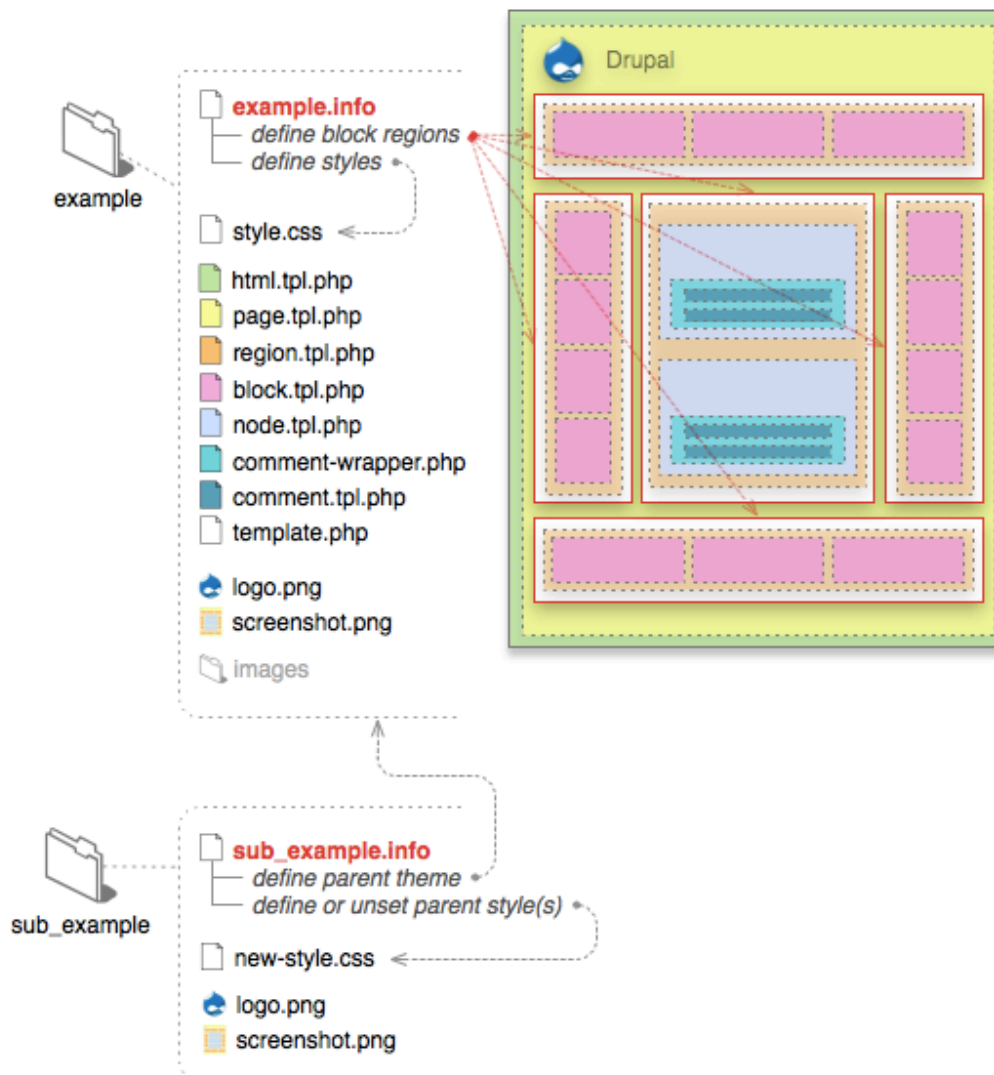 Drupal
example.info
define block regions
define styles
example
style.css
html.tpl.php
page.tpl.php
region.tpl.php
block.tpl.php
node.tpl.php
comment-wrapper.php
comment.tpl.php
template.php
logo.png
screenshot.png
images
sub_example.info
define parent theme
define or unset parent style(s)
sub_example
new-style.css
logo.png
screenshot.png